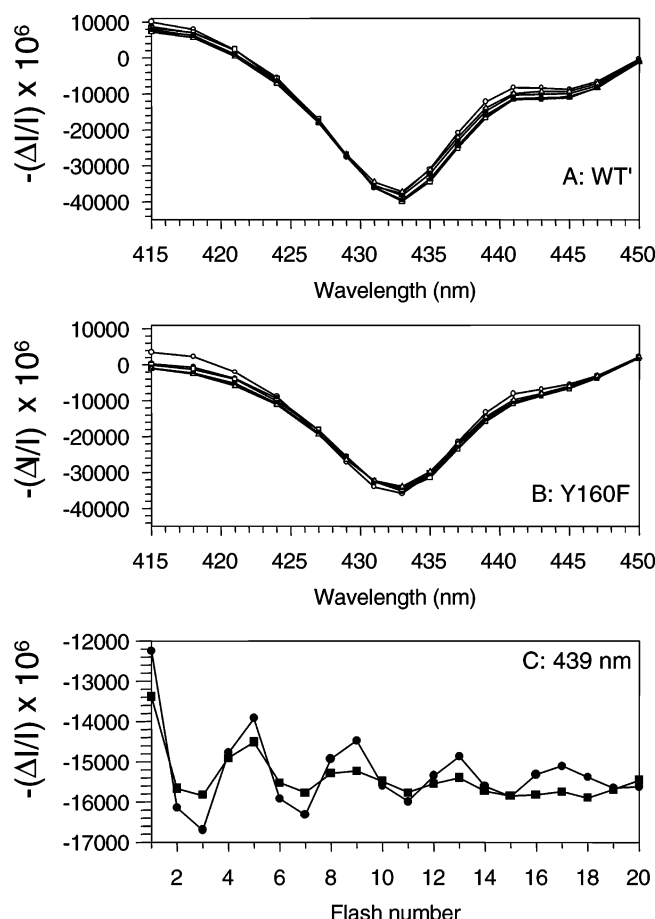 -(ΔI/I) x 10⁶
10000
0
-10000
-20000
-30000
-40000
A: WT'
415 420 425 430 435 440 445 450
Wavelength (nm)
-(ΔI/I) x 10⁶
10000
0
-10000
-20000
-30000
-40000
B: Y160F
415 420 425 430 435 440 445 450
Wavelength (nm)
-(ΔI/I) x 10⁶
-12000
-13000
-14000
-15000
-16000
-17000
C: 439 nm
2 4 6 8 10 12 14 16 18 20
Flash number